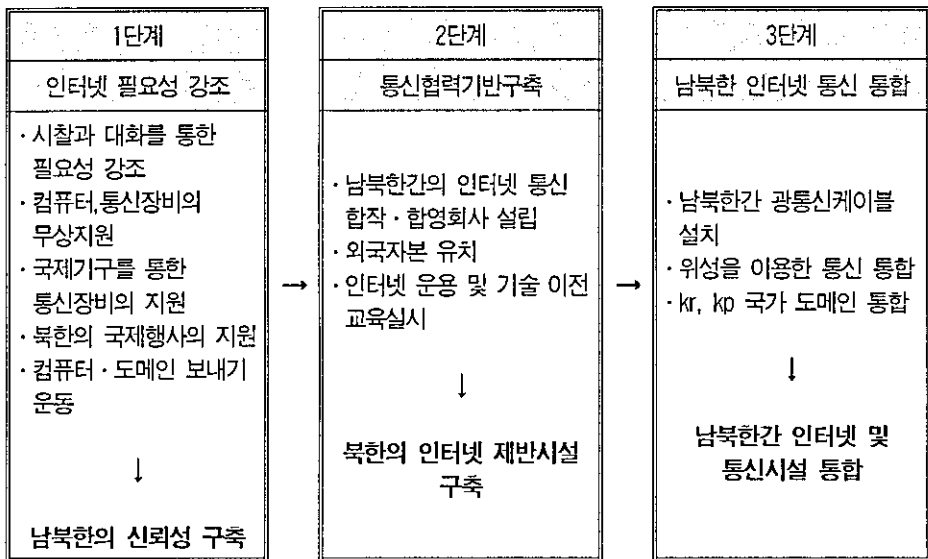 1단계
인터넷 필요성 강조
· 시찰과 대화를 통한
필요성 강조
· 컴퓨터,통신장비의
무상지원
· 국제기구를 통한
통신장비의 지원
· 북한의 국제행사의 지원
· 컴퓨터 · 도메인 보내기
운동
↓
남북한의 신뢰성 구축
→
2단계
통신협력기반구축
· 남북한간의 인터넷 통신
합작 · 합영회사 설립
· 외국자본 유치
· 인터넷 운용 및 기술 이전
교육실시
↓
북한의 인터넷 제반시설
구축
→
3단계
남북한 인터넷 통신 통합
· 남북한간 광통신케이블
설치
· 위성을 이용한 통신 통합
· kr, kp 국가 도메인 통합
↓
남북한간 인터넷 및
통신시설 통합